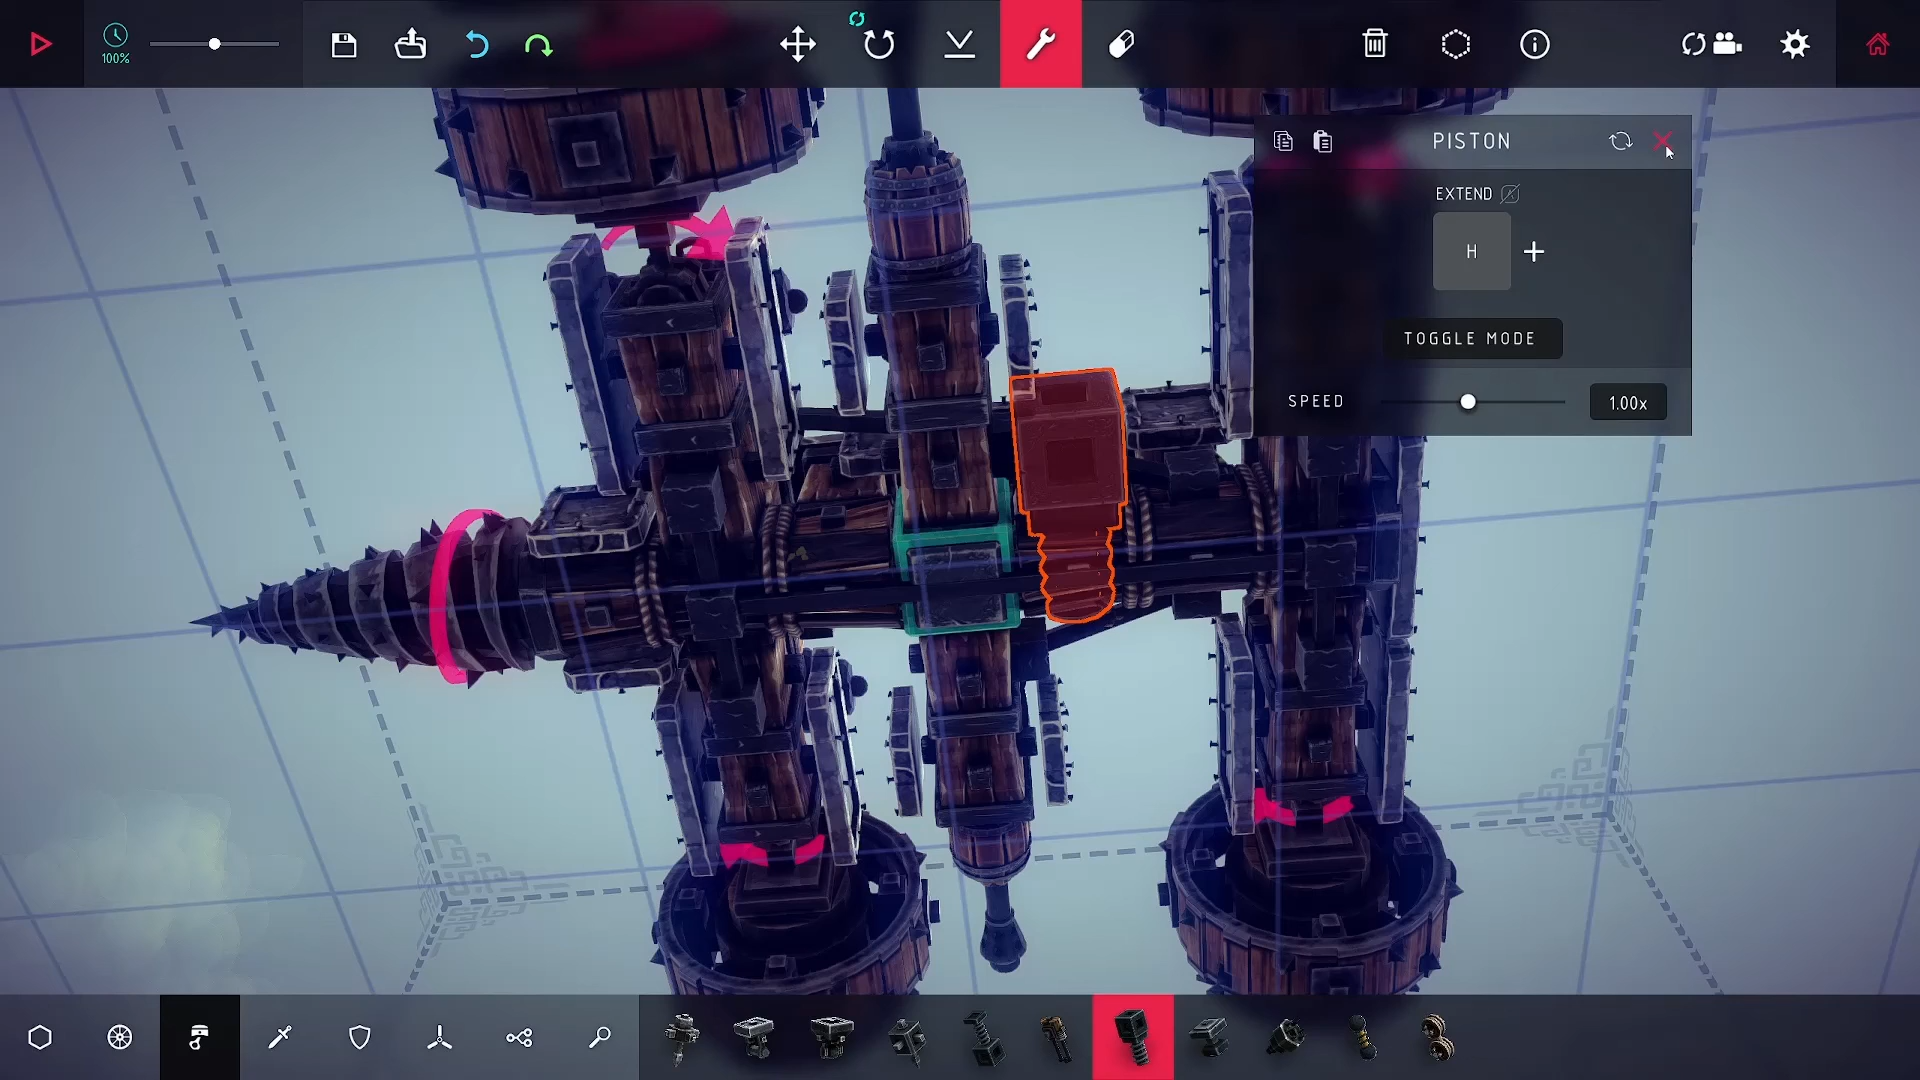 100%
PISTON
EXTEND
H
TOGGLE MODE
SPEED
1.00x